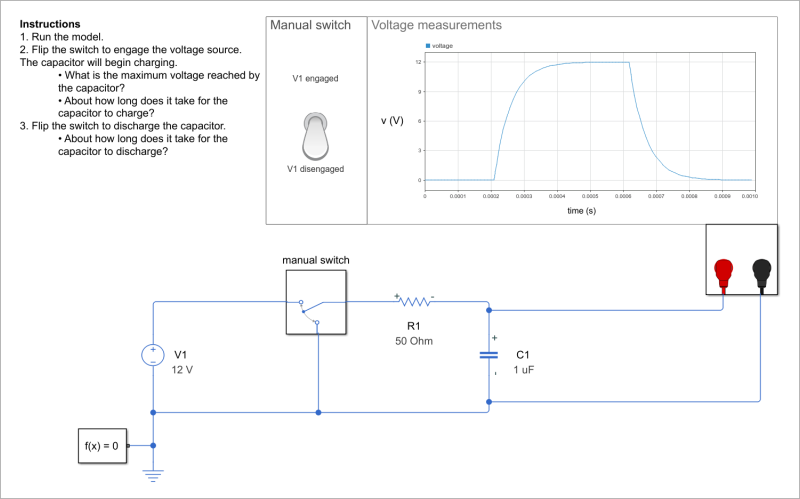 Instructions
1. Run the model.
2. Flip the switch to engage the voltage source.
The capacitor will begin charging.
• What is the maximum voltage reached by
the capacitor?
• About how long does it take for the
capacitor to charge?
3. Flip the switch to discharge the capacitor.
• About how long does it take for the
capacitor to discharge?
Manual switch
V1 engaged
V1 disengaged
Voltage measurements
voltage
12
9
6
3
0
v (V)
0 0.0001 0.0002 0.0003 0.0004 0.0005 0.0006 0.0007 0.0008 0.0009 0.0010
time (s)
manual switch
+ -
R1
50 Ohm
+
-
V1
12 V
+
C1
1 uF
f(x) = 0